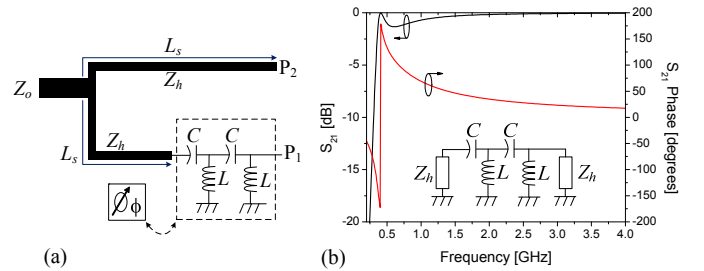 L_s
Z_h
P_2
Z_o
Z_h
C C
P_1
L_s
L L
ϕ
(a)
0
-5
-10
-15
-20
S_21 [dB]
C C
Z_h L L Z_h
0.5 1.0 1.5 2.0 2.5 3.0 3.5 4.0
Frequency [GHz]
200
150
100
50
0
-50
-100
-150
-200
S_21 Phase [degrees]
(b)